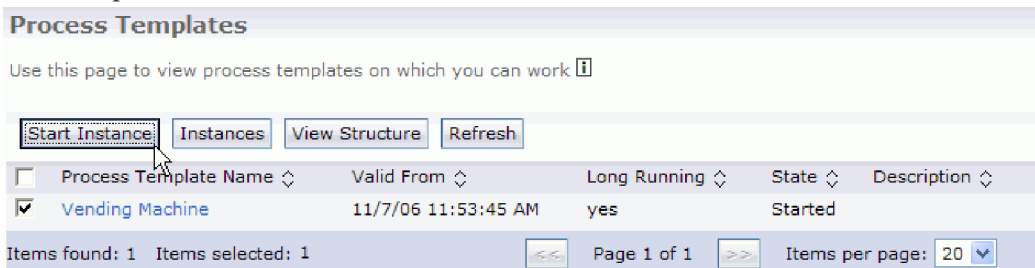 Process Templates
Use this page to view process templates on which you can work i
Start Instance Instances View Structure Refresh
Process Template Name Valid From Long Running State Description
Vending Machine 11/7/06 11:53:45 AM yes Started
Items found: 1 Items selected: 1 << Page 1 of 1 >> Items per page: 20